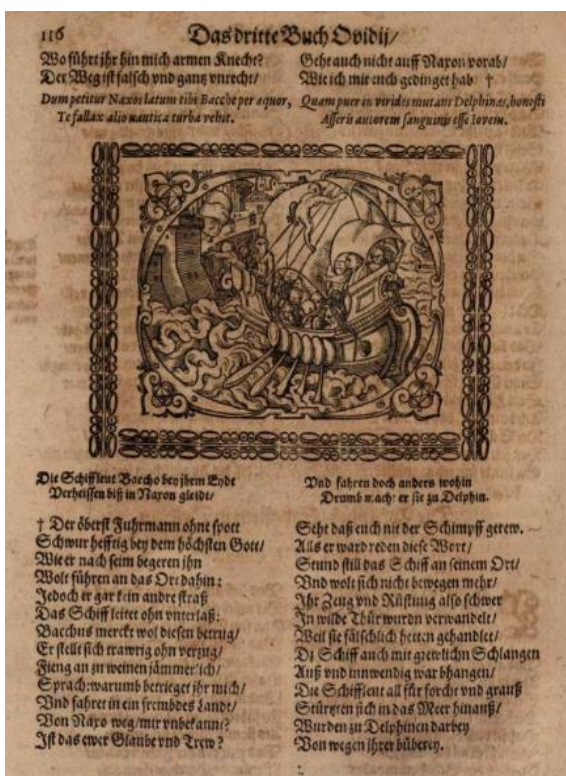 116
Das dritte Buch Ovidij/
Wo führt ihr hin mich armen Knecht?
Der Weg ist falsch vnd gantz vnrecht/
Geht auch nicht auff Naxon vorab/
Wie ich mit euch gedinget hab †
Dum petitur Naxos latum tibi Bacche per æquor,
Te fallax alio nautica turba vehit.
Quam puer in virides mutans Delphinas, honesti
Asseris autorem sanguinis esse Iovem.
Die Schiffleut Baccho bey jhrem Eydt
Verheissen biß in Naxon gleidt/
Vnd fahren doch anders wohin
Drumb macht er sie zu Delphin.
† Der öberst Fuhrmann ohne spott
Schwur hefftig bey dem höchsten Gott/
Wie er nach seim begeren jhn
Wolt führen an das Ort dahin:
Jedoch er gar kein andre straß
Das Schiff leitet ohn vnterlaß:
Bacchus merckt wol diesen betrug/
Er stellt sich trawrig ohn verzug/
Fieng an zu weinen jämmerlich/
Sprach: warumb betrieget jhr mich/
Vnd fahret in ein frembdes Landt/
Von Naxo weg/ mir vnbekannt?
Ist das ewer Glaube vnd Trew?
Seht daß euch nit der Schimpff gerew.
Alls er ward reden diese Wort/
Stund still das Schiff an seinem Ort/
Vnd wolt sich nicht bewegen mehr/
Ihr Zeug vnd Rüstung also schwer
In wilde Thür wurdn verwandelt/
Weil sie fälschlich hetten gehandlet/
Dz Schiff auch mit grewlichn Schlangen
Auß vnd innwendig war bhangen/
Die Schiffleut all für forcht vnd grauß
Stürtzten sich in das Meer hinauß/
Wurden zu Delphinen darbey
Von wegen jhrer büberey.